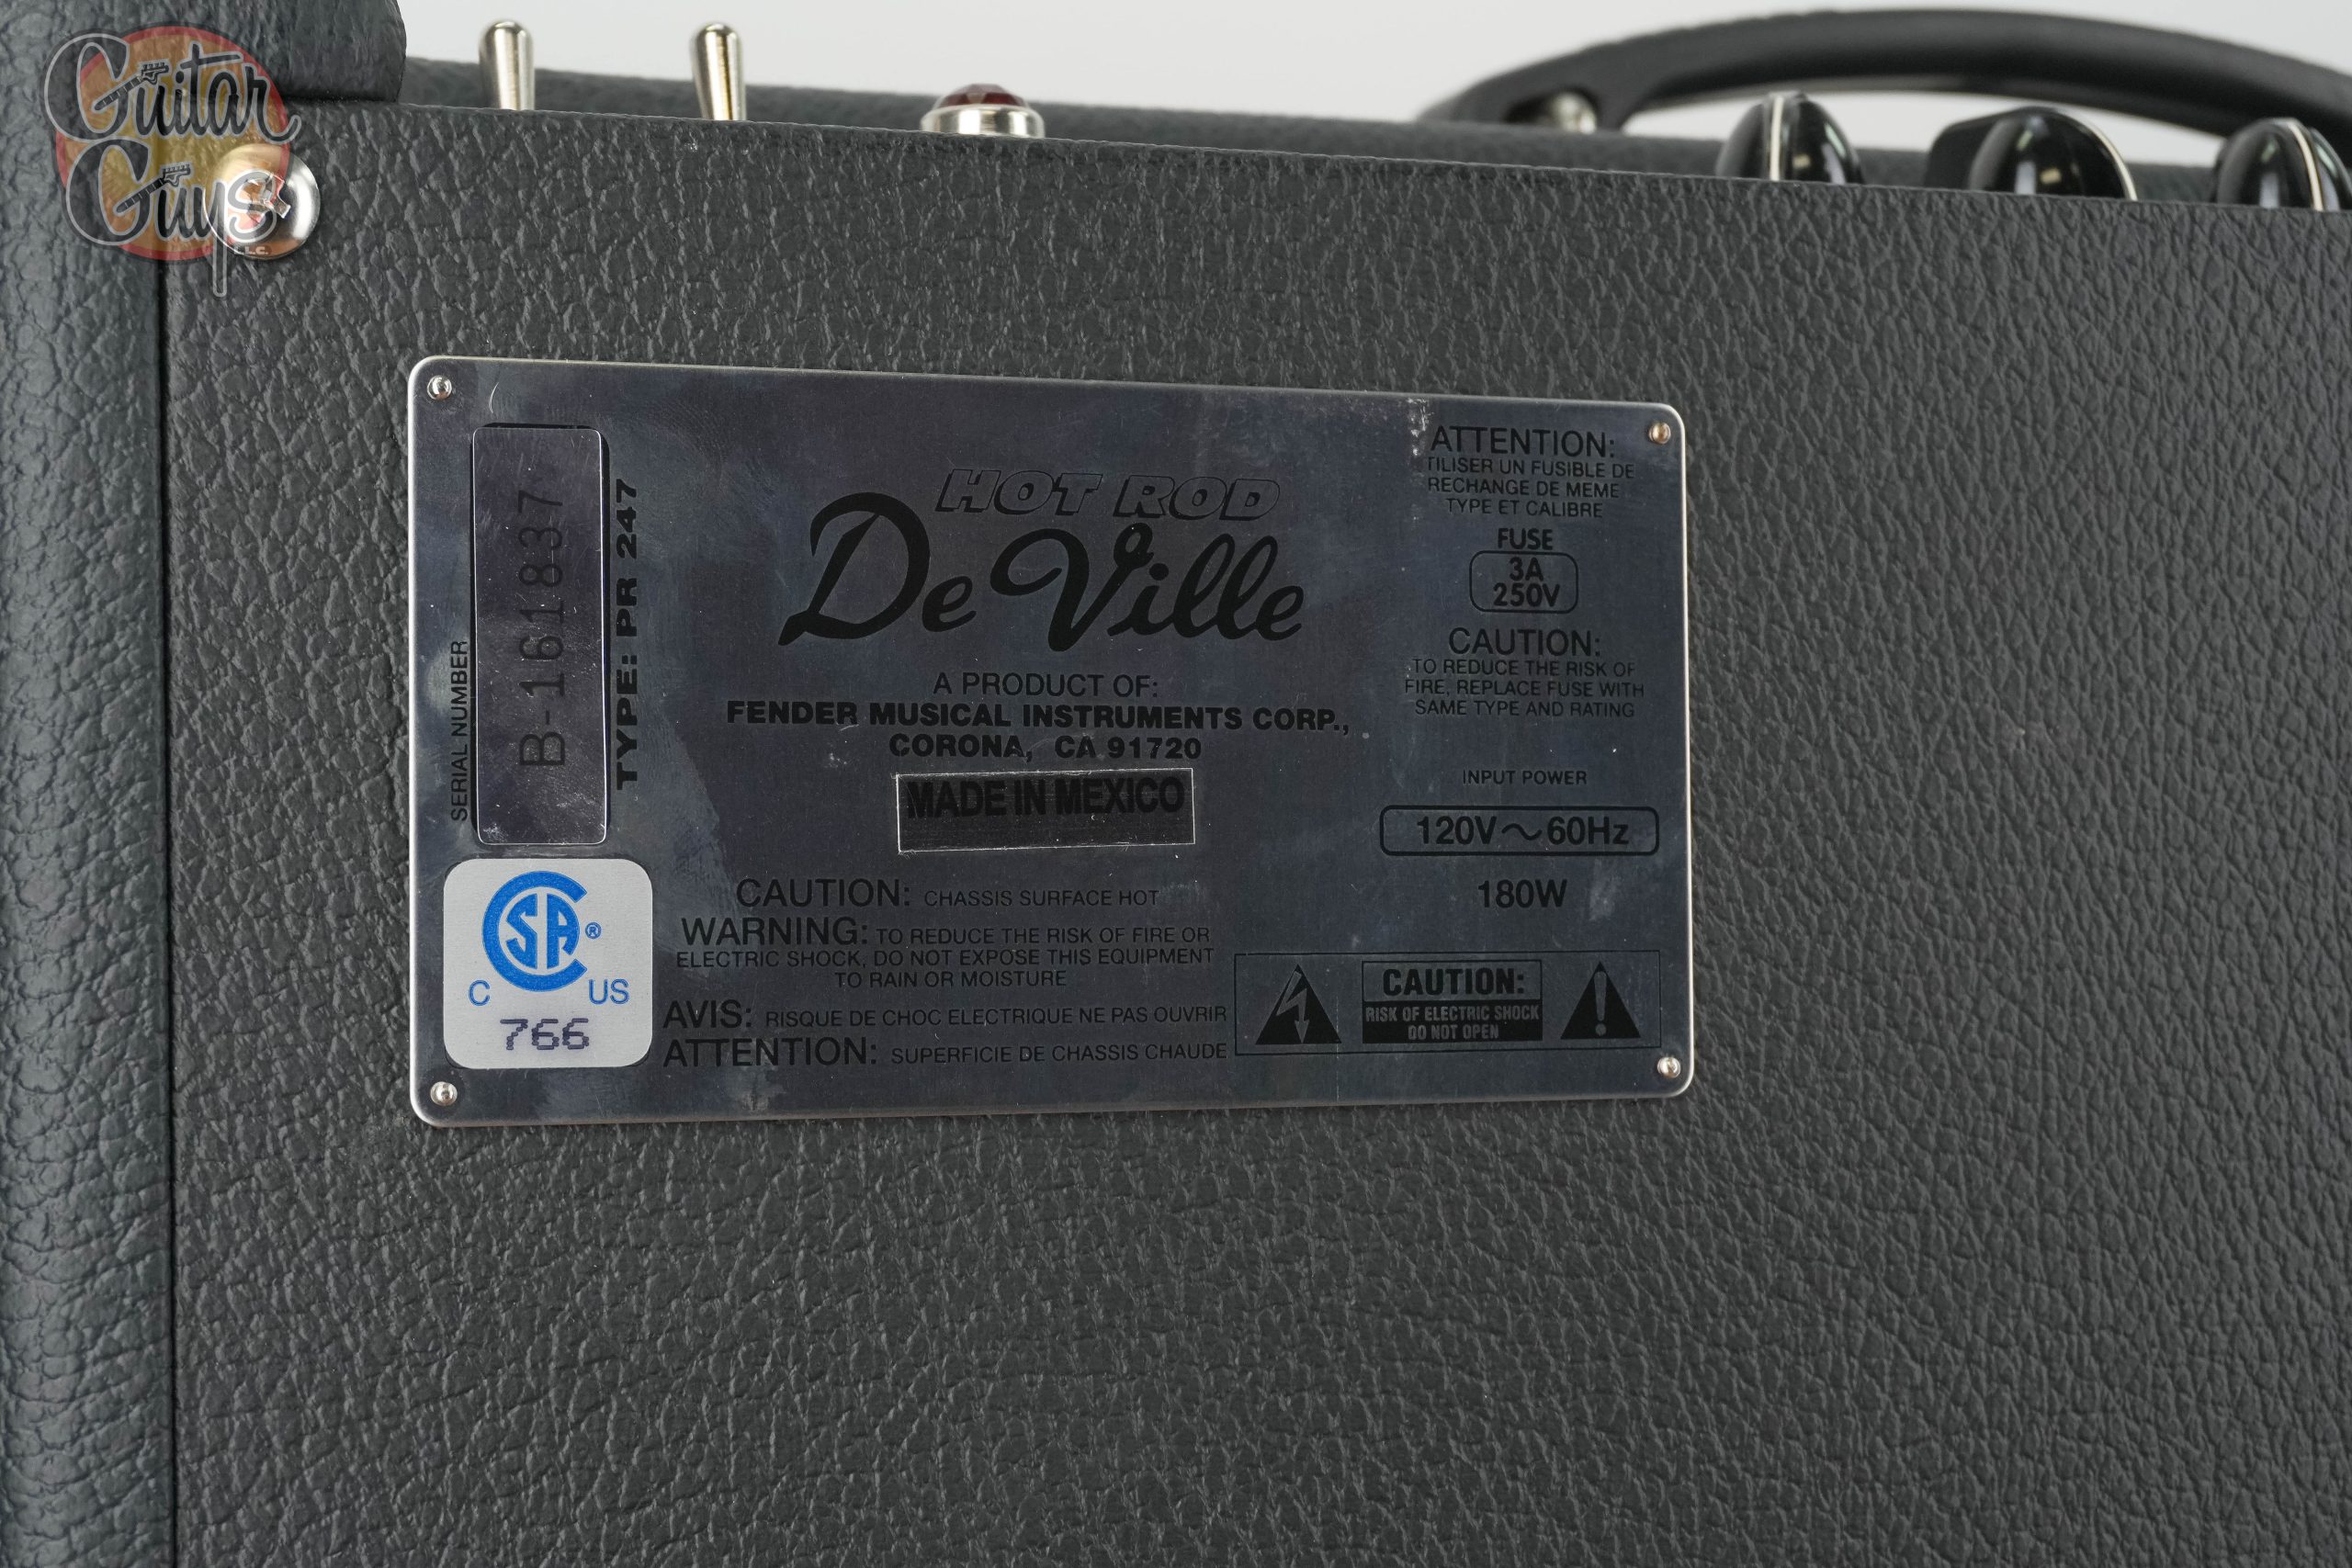 Guitar
Guys
L.L.C.
SERIAL NUMBER
B-161837
TYPE: PR 247
HOT ROD
DeVille
A PRODUCT OF:
FENDER MUSICAL INSTRUMENTS CORP.,
CORONA, CA 91720
MADE IN MEXICO
CAUTION: CHASSIS SURFACE HOT
WARNING: TO REDUCE THE RISK OF FIRE OR
ELECTRIC SHOCK, DO NOT EXPOSE THIS EQUIPMENT
TO RAIN OR MOISTURE
AVIS: RISQUE DE CHOC ELECTRIQUE NE PAS OUVRIR
ATTENTION: SUPERFICIE DE CHASSIS CHAUDE
ATTENTION:
TILISER UN FUSIBLE DE
RECHANGE DE MEME
TYPE ET CALIBRE
FUSE
3A
250V
CAUTION:
TO REDUCE THE RISK OF
FIRE, REPLACE FUSE WITH
SAME TYPE AND RATING
INPUT POWER
120V~60Hz
180W
CAUTION:
RISK OF ELECTRIC SHOCK
DO NOT OPEN
CSA®
C US
766